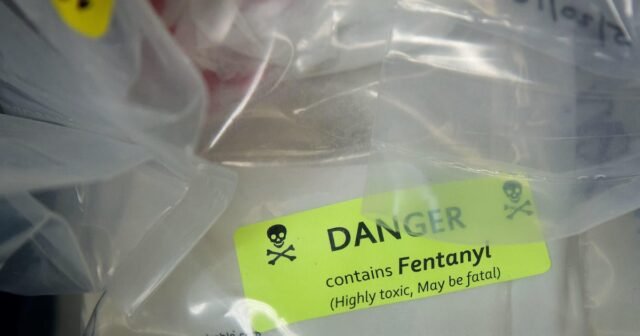 DANGER
contains Fentanyl
(Highly toxic, May be fatal)